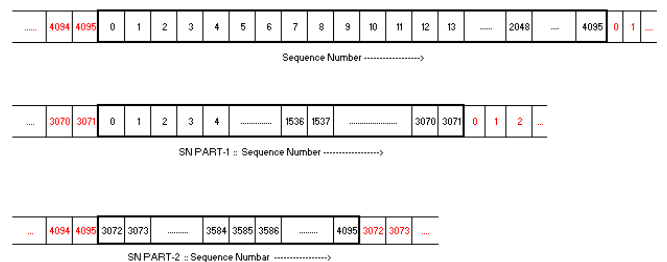 ...... 4094 4095 0 1 2 3 4 5 6 7 8 9 10 11 12 13 ...... 2048 .... 4095 0 1 ....
Sequence Number ------------------>
.... 3070 3071 0 1 2 3 4 .............. 1536 1537 ..................... 3070 3071 0 1 2 ...
SN PART-1 :: Sequence Number ------------------>
... 4094 4095 3072 3073 ......... 3584 3585 3586 ........ 4095 3072 3073 ....
SN PART-2 :: Sequence Numbar ----------------->